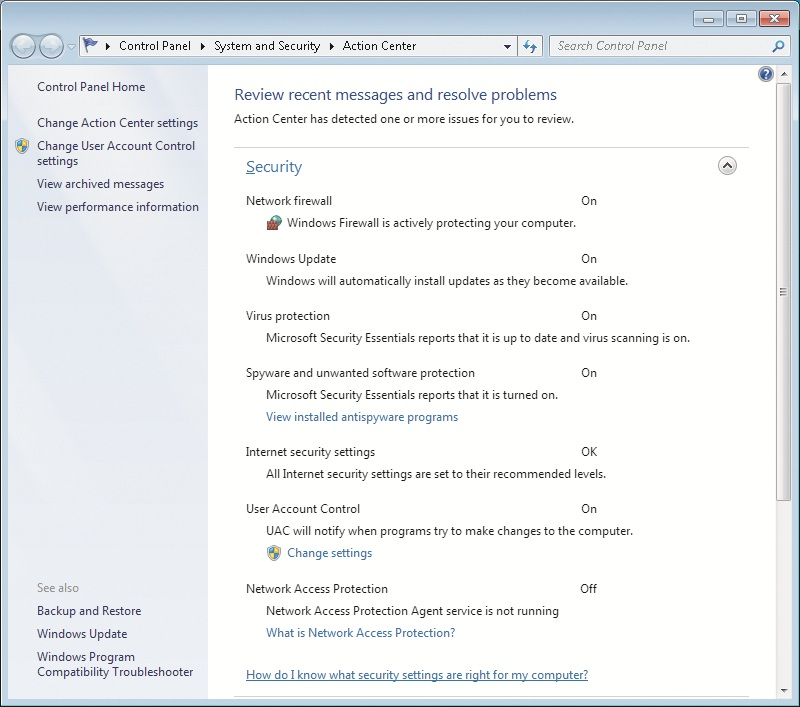 Control Panel
System and Security
Action Center
Search Control Panel
Control Panel Home
Change Action Center settings
Change User Account Control
settings
View archived messages
View performance information
See also
Backup and Restore
Windows Update
Windows Program
Compatibility Troubleshooter
Review recent messages and resolve problems
Action Center has detected one or more issues for you to review.
Security
Network firewall On
Windows Firewall is actively protecting your computer.
Windows Update On
Windows will automatically install updates as they become available.
Virus protection On
Microsoft Security Essentials reports that it is up to date and virus scanning is on.
Spyware and unwanted software protection On
Microsoft Security Essentials reports that it is turned on.
View installed antispyware programs
Internet security settings OK
All Internet security settings are set to their recommended levels.
User Account Control On
UAC will notify when programs try to make changes to the computer.
Change settings
Network Access Protection Off
Network Access Protection Agent service is not running
What is Network Access Protection?
How do I know what security settings are right for my computer?